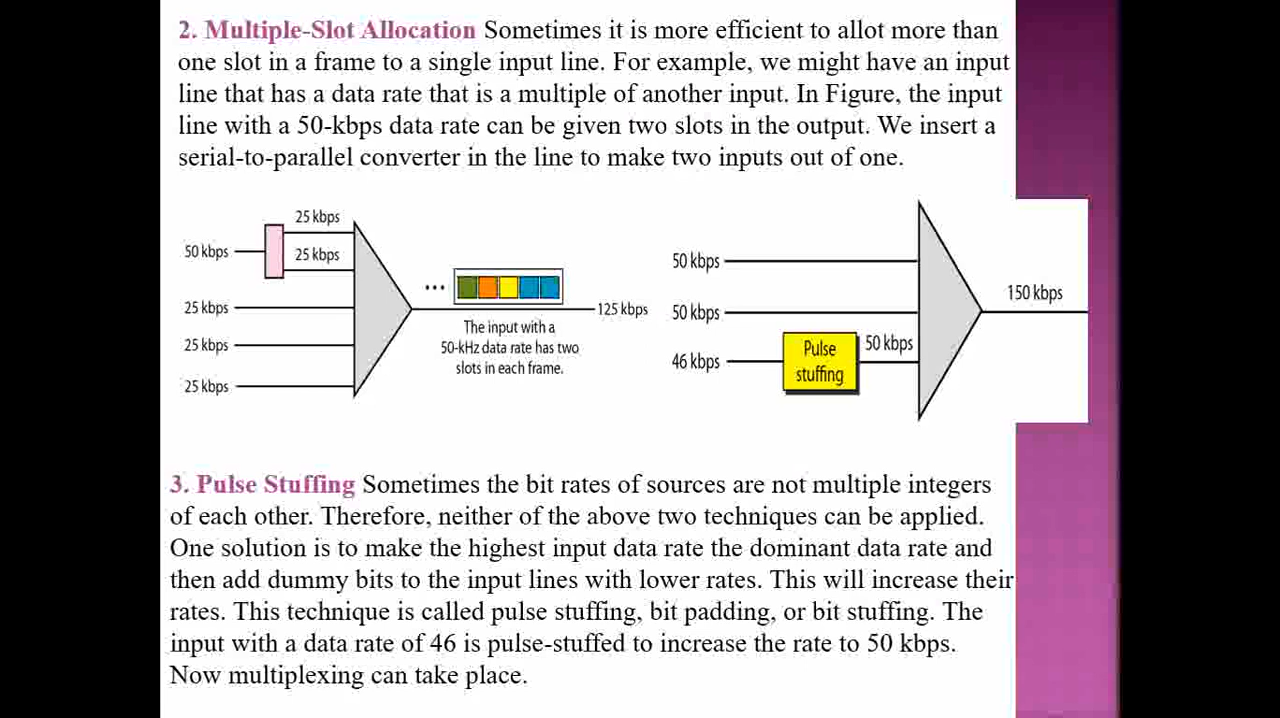 2. Multiple-Slot Allocation Sometimes it is more efficient to allot more than
one slot in a frame to a single input line. For example, we might have an input
line that has a data rate that is a multiple of another input. In Figure, the input
line with a 50-kbps data rate can be given two slots in the output. We insert a
serial-to-parallel converter in the line to make two inputs out of one.
25 kbps
50 kbps
25 kbps
25 kbps
25 kbps
25 kbps
...
125 kbps
The input with a
50-kHz data rate has two
slots in each frame.
50 kbps
50 kbps
46 kbps
Pulse
stuffing
50 kbps
150 kbps
3. Pulse Stuffing Sometimes the bit rates of sources are not multiple integers
of each other. Therefore, neither of the above two techniques can be applied.
One solution is to make the highest input data rate the dominant data rate and
then add dummy bits to the input lines with lower rates. This will increase their
rates. This technique is called pulse stuffing, bit padding, or bit stuffing. The
input with a data rate of 46 is pulse-stuffed to increase the rate to 50 kbps.
Now multiplexing can take place.